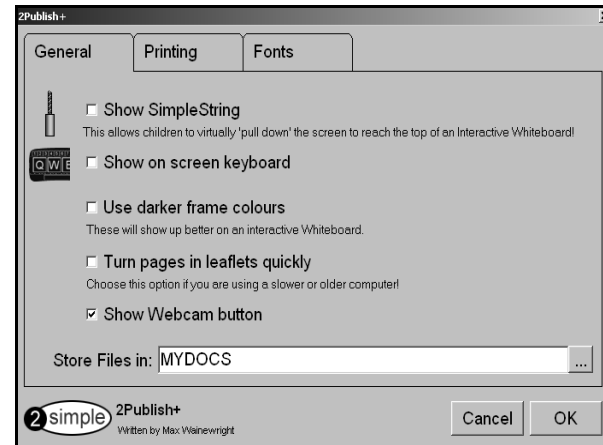 2Publish+
General Printing Fonts
Show SimpleString
This allows children to virtually 'pull down' the screen to reach the top of an Interactive Whiteboard!
QWE
Show on screen keyboard
Use darker frame colours
These will show up better on an interactive Whiteboard.
Turn pages in leaflets quickly
Choose this option if you are using a slower or older computer!
Show Webcam button
Store Files in: MYDOCS ...
2simple 2Publish+ Cancel OK
Written by Max Wainewright